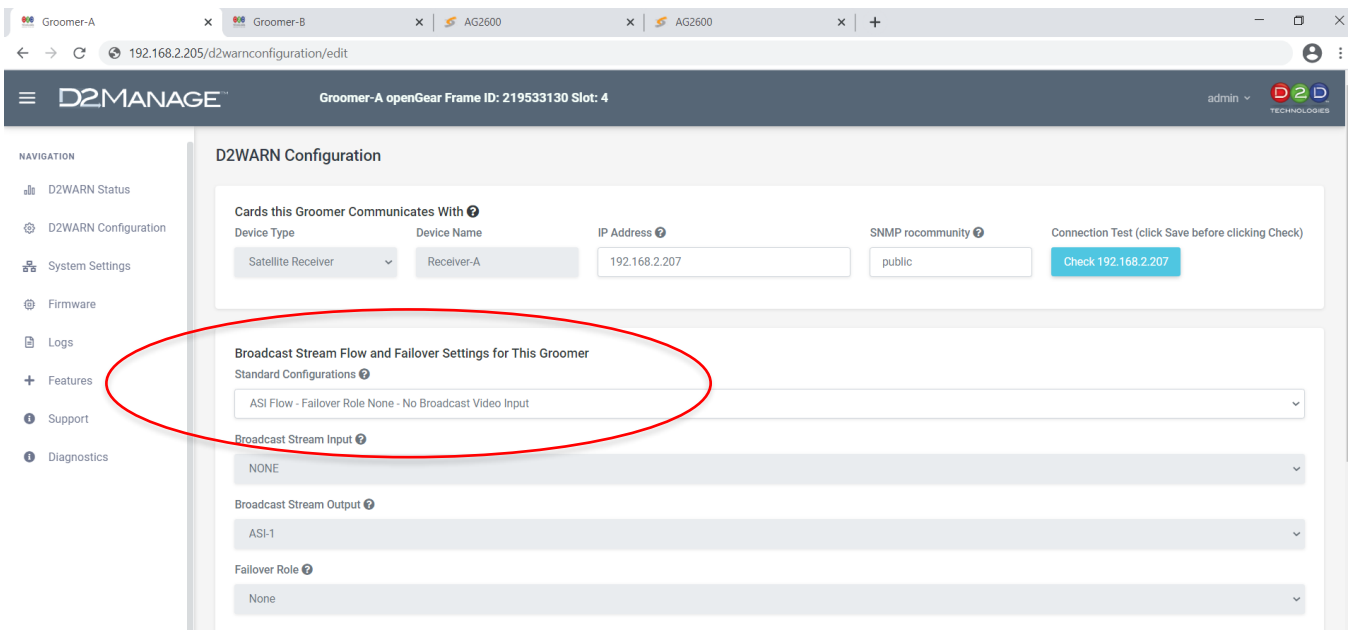 Groomer-A
Groomer-B
AG2600
AG2600
192.168.2.205/d2warnconfiguration/edit
D2MANAGE™
Groomer-A openGear Frame ID: 219533130 Slot: 4
admin
D2D
TECHNOLOGIES
NAVIGATION
D2WARN Status
D2WARN Configuration
System Settings
Firmware
Logs
Features
Support
Diagnostics
D2WARN Configuration
Cards this Groomer Communicates With
Device Type Device Name IP Address SNMP rocommunity Connection Test (click Save before clicking Check)
Satellite Receiver Receiver-A 192.168.2.207 public Check 192.168.2.207
Broadcast Stream Flow and Failover Settings for This Groomer
Standard Configurations
ASI Flow - Failover Role None - No Broadcast Video Input
Broadcast Stream Input
NONE
Broadcast Stream Output
ASI-1
Failover Role
None